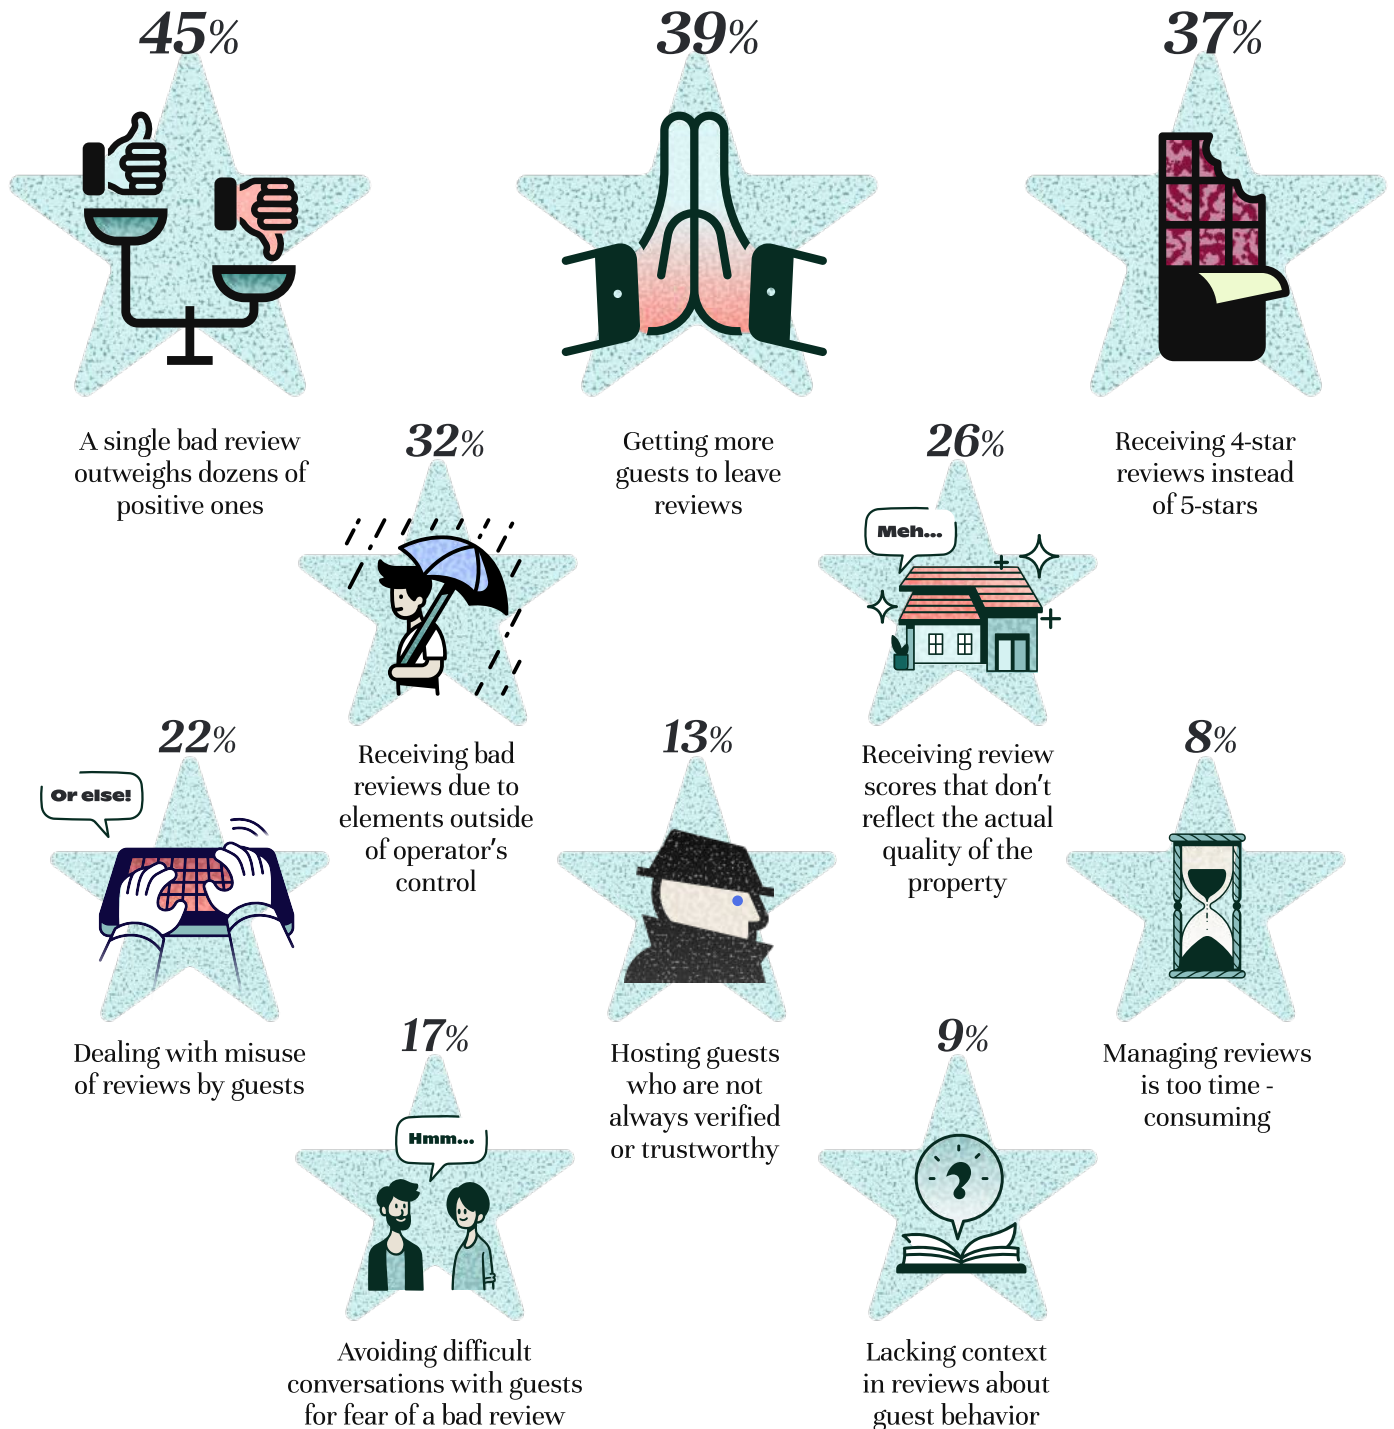 45%
A single bad review
outweighs dozens of
positive ones
39%
Getting more
guests to leave
reviews
37%
Receiving 4-star
reviews instead
of 5-stars
32%
Receiving bad
reviews due to
elements outside
of operator's
control
26%
Meh...
Receiving review
scores that don't
reflect the actual
quality of the
property
22%
Or else!
Dealing with misuse
of reviews by guests
13%
Hosting guests
who are not
always verified
or trustworthy
8%
Managing reviews
is too time -
consuming
17%
Hmm...
Avoiding difficult
conversations with guests
for fear of a bad review
9%
?
Lacking context
in reviews about
guest behavior